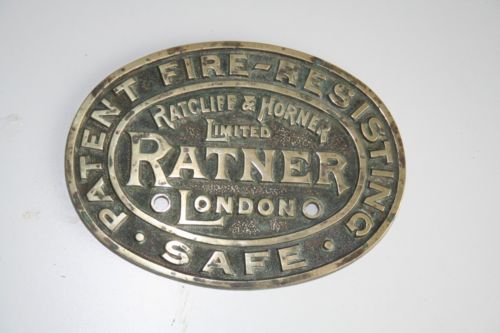 PATENT FIRE-RESISTING
RATCLIFF & HORNER
LIMITED
RATNER
LONDON
SAFE